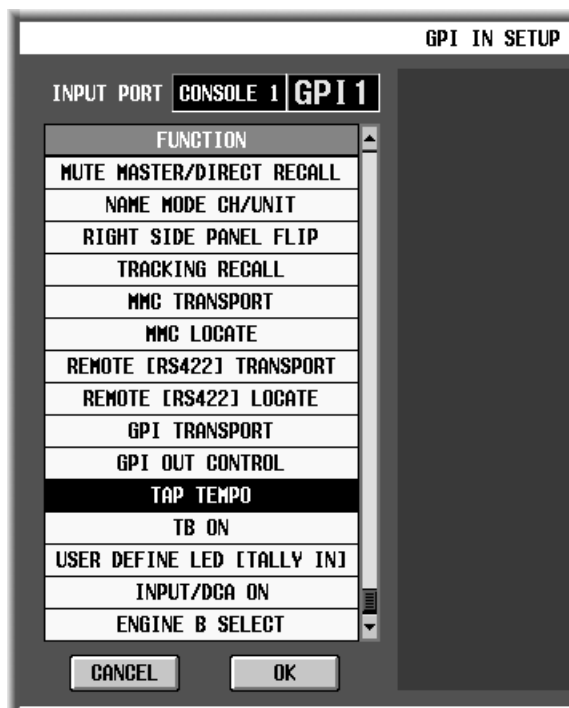 GPI IN SETUP
INPUT PORT CONSOLE 1 GPI1
FUNCTION
MUTE MASTER/DIRECT RECALL
NAME MODE CH/UNIT
RIGHT SIDE PANEL FLIP
TRACKING RECALL
MMC TRANSPORT
MMC LOCATE
REMOTE [RS422] TRANSPORT
REMOTE [RS422] LOCATE
GPI TRANSPORT
GPI OUT CONTROL
TAP TEMPO
TB ON
USER DEFINE LED [TALLY IN]
INPUT/DCA ON
ENGINE B SELECT
CANCEL OK